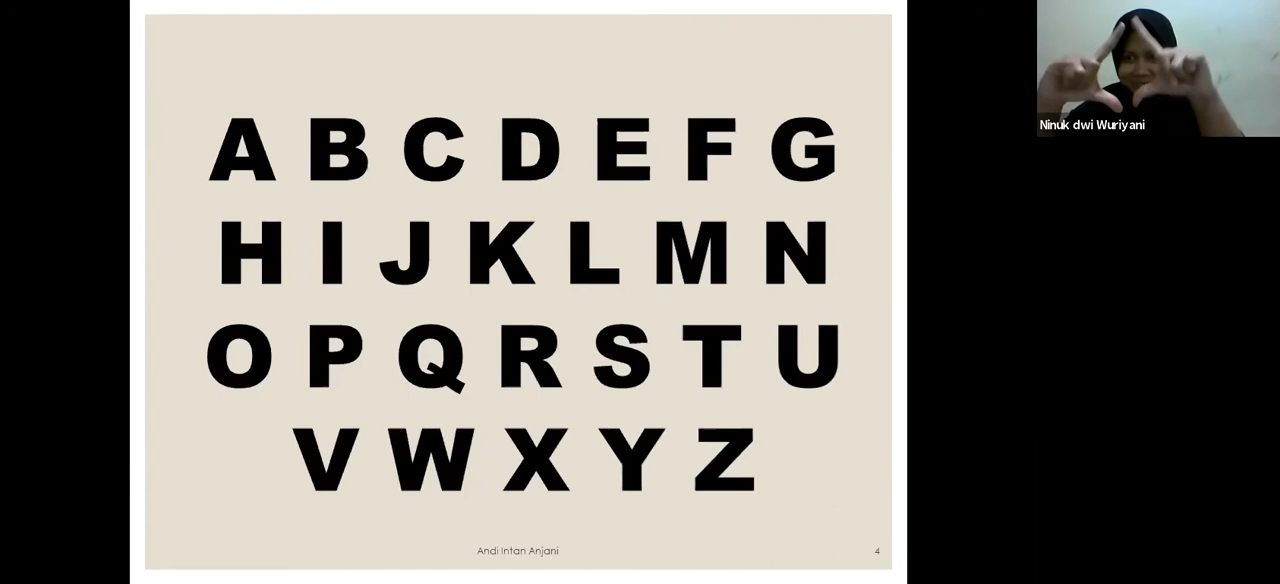 A B C D E F G
H I J K L M N
O P Q R S T U
V W X Y Z
Andi Intan Anjani
4
Ninuk dwi Wuriyani